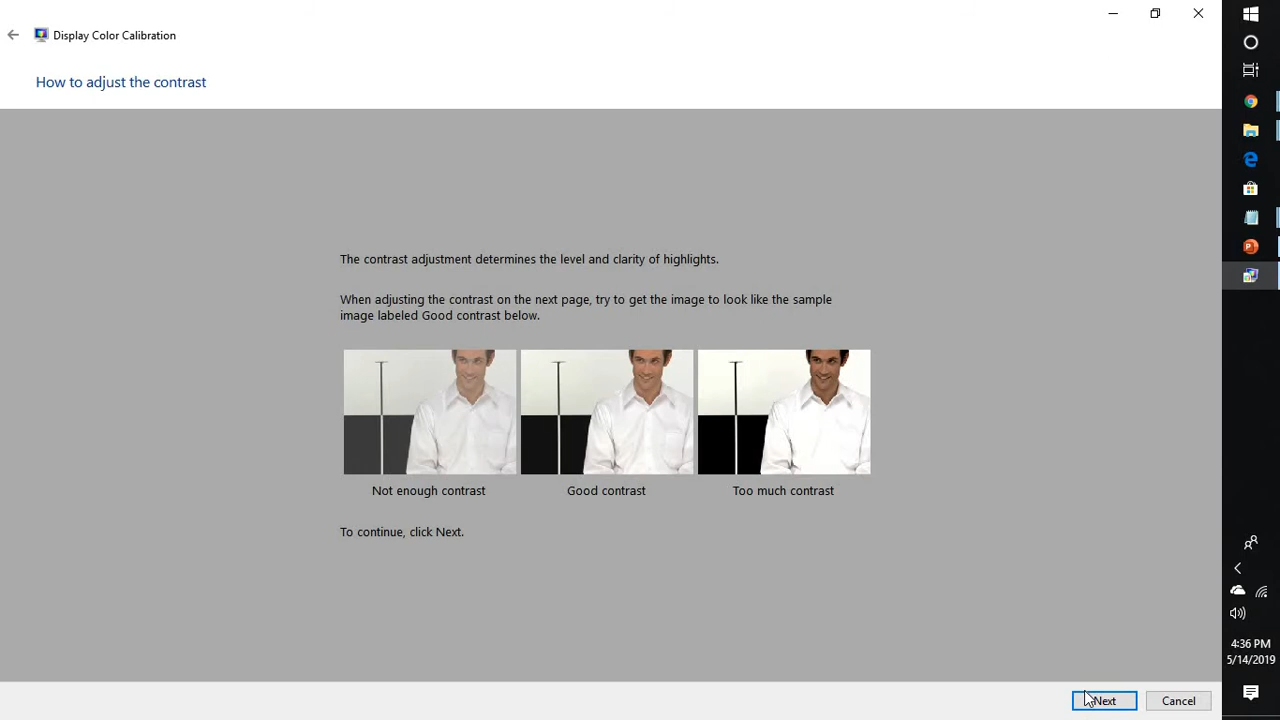 Display Color Calibration
How to adjust the contrast
The contrast adjustment determines the level and clarity of highlights.
When adjusting the contrast on the next page, try to get the image to look like the sample
image labeled Good contrast below.
Not enough contrast
Good contrast
Too much contrast
To continue, click Next.
Next
Cancel
4:36 PM
5/14/2019